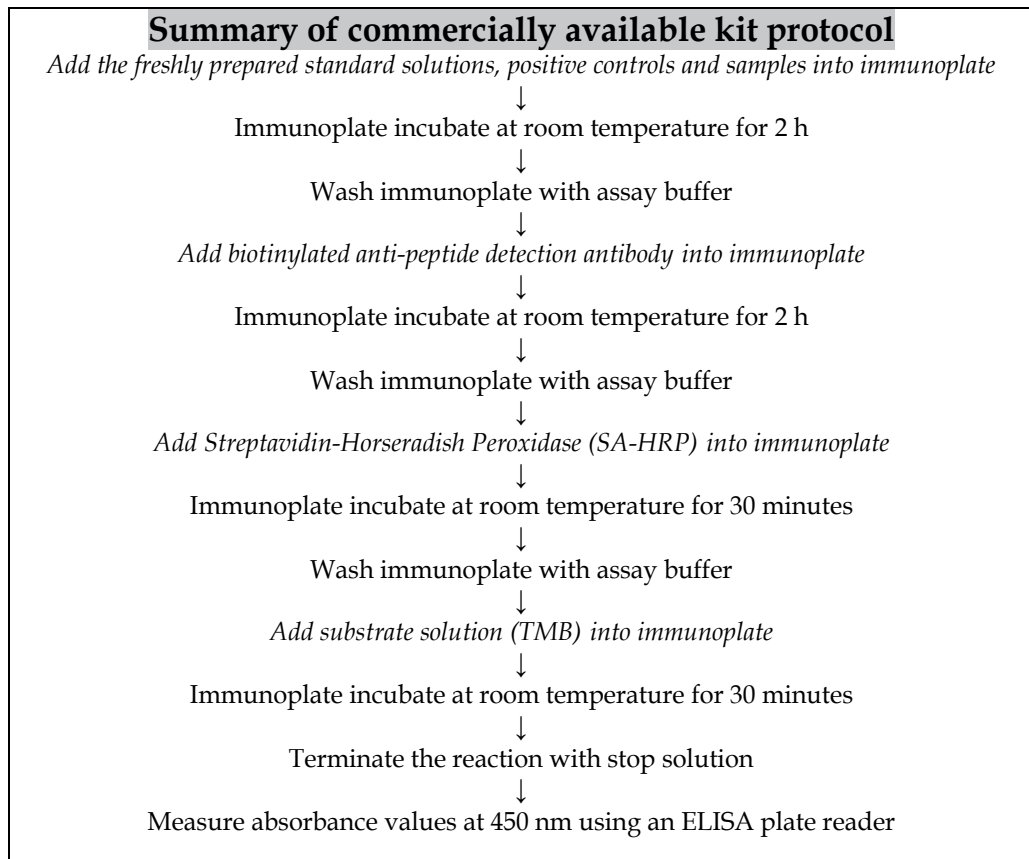 Summary of commercially available kit protocol
Add the freshly prepared standard solutions, positive controls and samples into immunoplate
↓
Immunoplate incubate at room temperature for 2 h
↓
Wash immunoplate with assay buffer
↓
Add biotinylated anti-peptide detection antibody into immunoplate
↓
Immunoplate incubate at room temperature for 2 h
↓
Wash immunoplate with assay buffer
↓
Add Streptavidin-Horseradish Peroxidase (SA-HRP) into immunoplate
↓
Immunoplate incubate at room temperature for 30 minutes
↓
Wash immunoplate with assay buffer
↓
Add substrate solution (TMB) into immunoplate
↓
Immunoplate incubate at room temperature for 30 minutes
↓
Terminate the reaction with stop solution
↓
Measure absorbance values at 450 nm using an ELISA plate reader